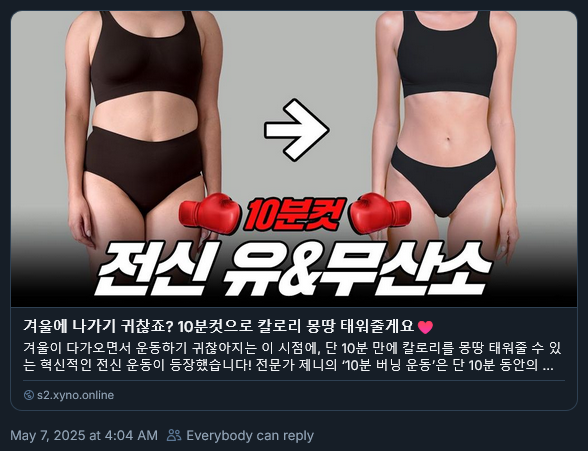 10분컷
전신 유&무산소
겨울에 나가기 귀찮죠? 10분컷으로 칼로리 몽땅 태워줄게요
겨울이 다가오면서 운동하기 귀찮아지는 이 시점에, 단 10분 만에 칼로리를 몽땅 태워줄 수 있
는 혁신적인 전신 운동이 등장했습니다! 전문가 제니의 ‘10분 버닝 운동’은 단 10분 동안의 ...
s2.xyno.online
May 7, 2025 at 4:04 AM Everybody can reply